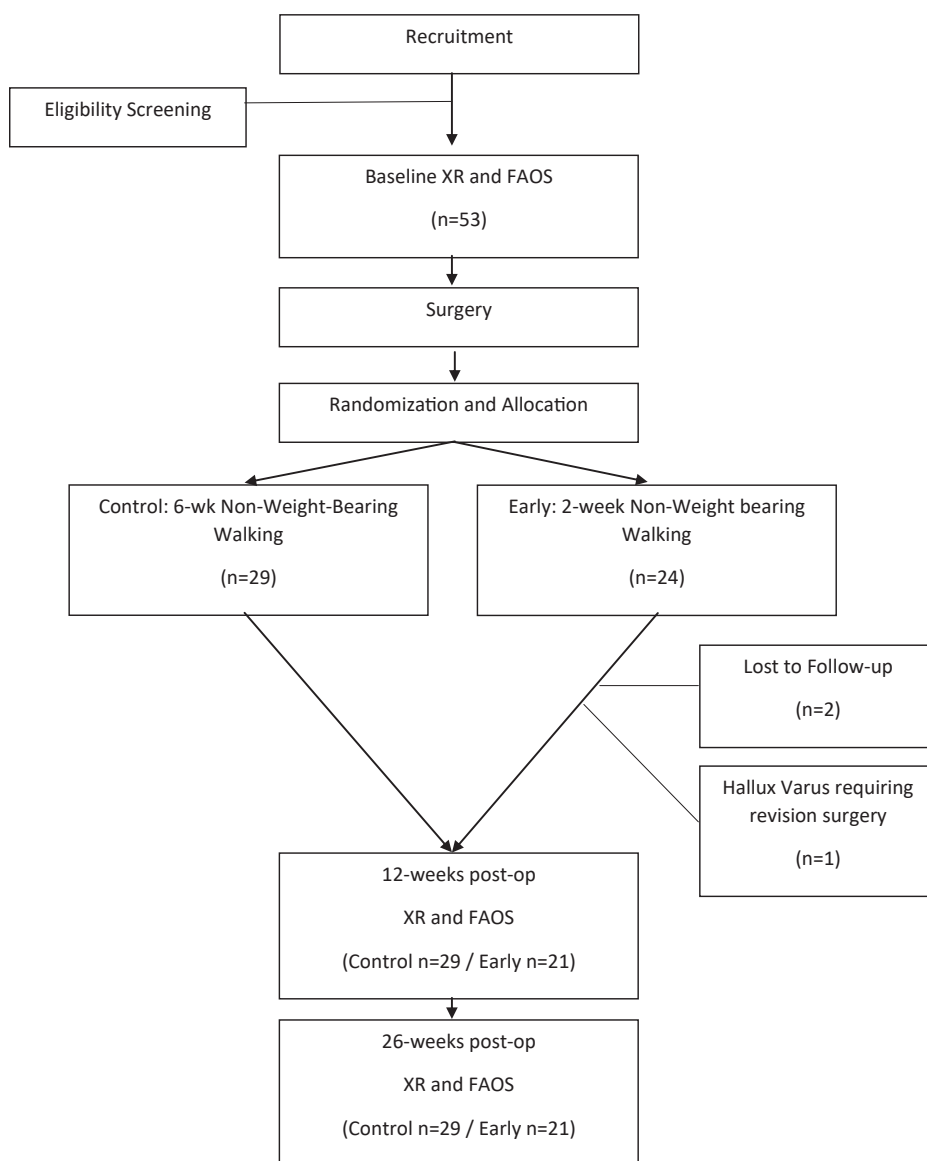 Recruitment
Eligibility Screening
Baseline XR and FAOS
(n=53)
Surgery
Randomization and Allocation
Control: 6-wk Non-Weight-Bearing
Walking
(n=29)
Early: 2-week Non-Weight bearing
Walking
(n=24)
Lost to Follow-up
(n=2)
Hallux Varus requiring
revision surgery
(n=1)
12-weeks post-op
XR and FAOS
(Control n=29 / Early n=21)
26-weeks post-op
XR and FAOS
(Control n=29 / Early n=21)